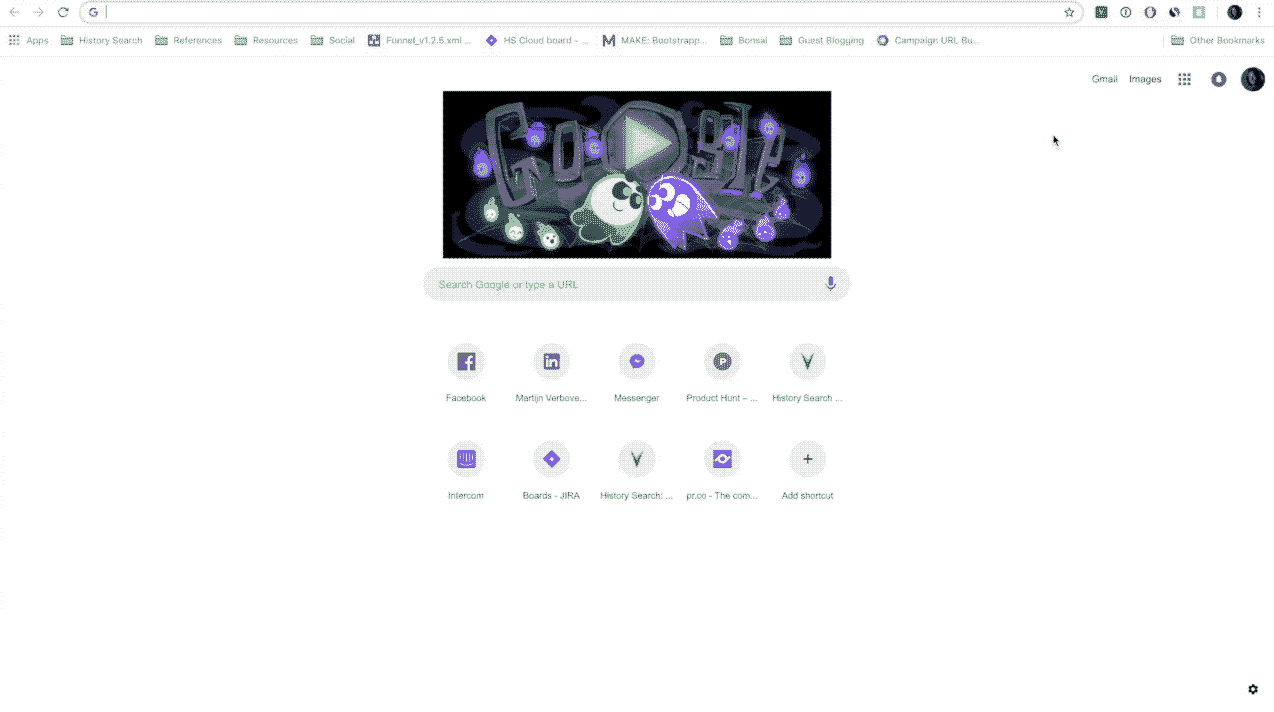 Apps History Search References Resources Social Funnel_v1.2.5.xml ... HS Cloud board - ... MAKE: Bootstrapp... Bonsai Guest Blogging Campaign URL Bu... Other Bookmarks
Gmail Images
Google
Search Google or type a URL
Facebook Martijn Verbove... Messenger Product Hunt – ... History Search ...
Intercom Boards - JIRA History Search: ... pr.co - The com... Add shortcut